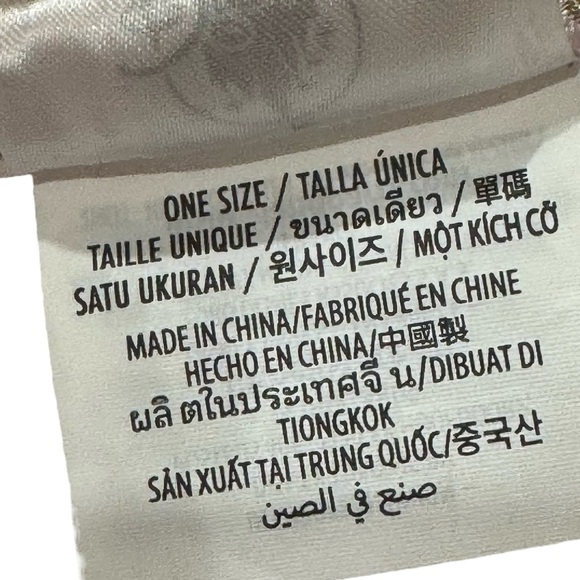 ONE SIZE / TALLA ÚNICA
TAILLE UNIQUE / ขนาดเดียว / 單碼
SATU UKURAN / 원사이즈 / MỘT KÍCH CỠ
MADE IN CHINA/FABRIQUÉ EN CHINE
HECHO EN CHINA/中國製
ผลิ ตในประเทศจี น/DIBUAT DI
TIONGKOK
SẢN XUẤT TẠI TRUNG QUỐC/중국산
صنع في الصين